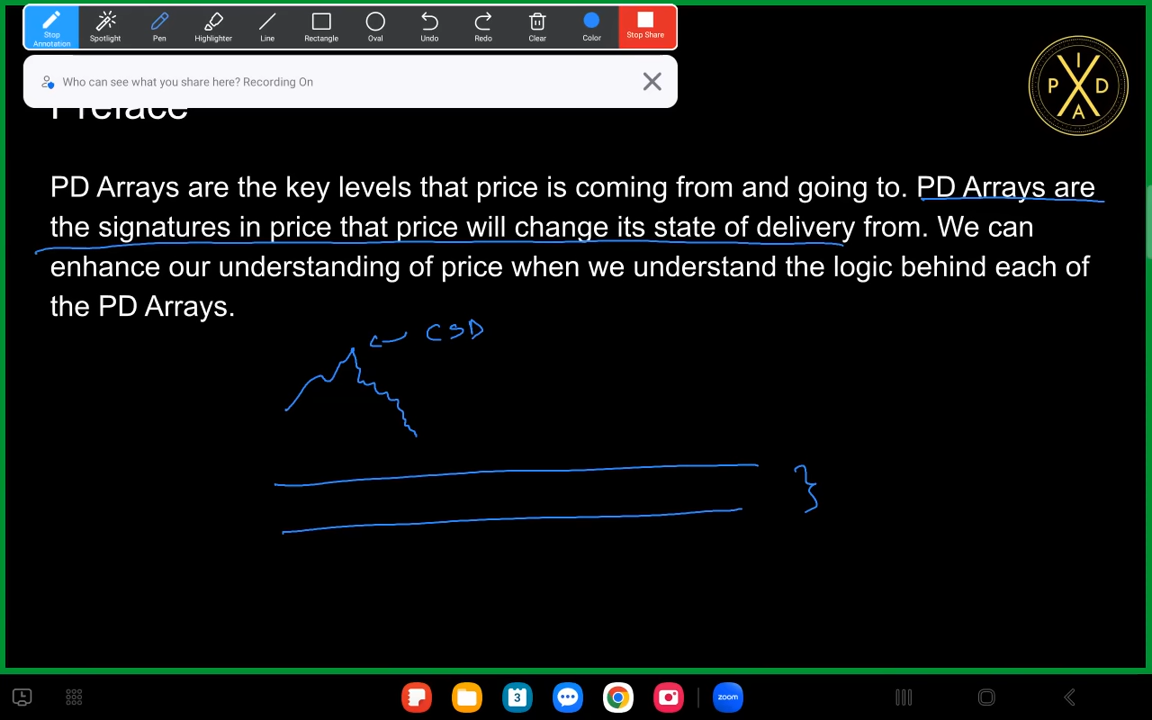 Stop Annotation
Spotlight
Pen
Highlighter
Line
Rectangle
Oval
Undo
Redo
Clear
Color
Stop Share
Who can see what you share here? Recording On
Preface
I
P D
A
PD Arrays are the key levels that price is coming from and going to. PD Arrays are
the signatures in price that price will change its state of delivery from. We can
enhance our understanding of price when we understand the logic behind each of
the PD Arrays.
CSD
3
zoom